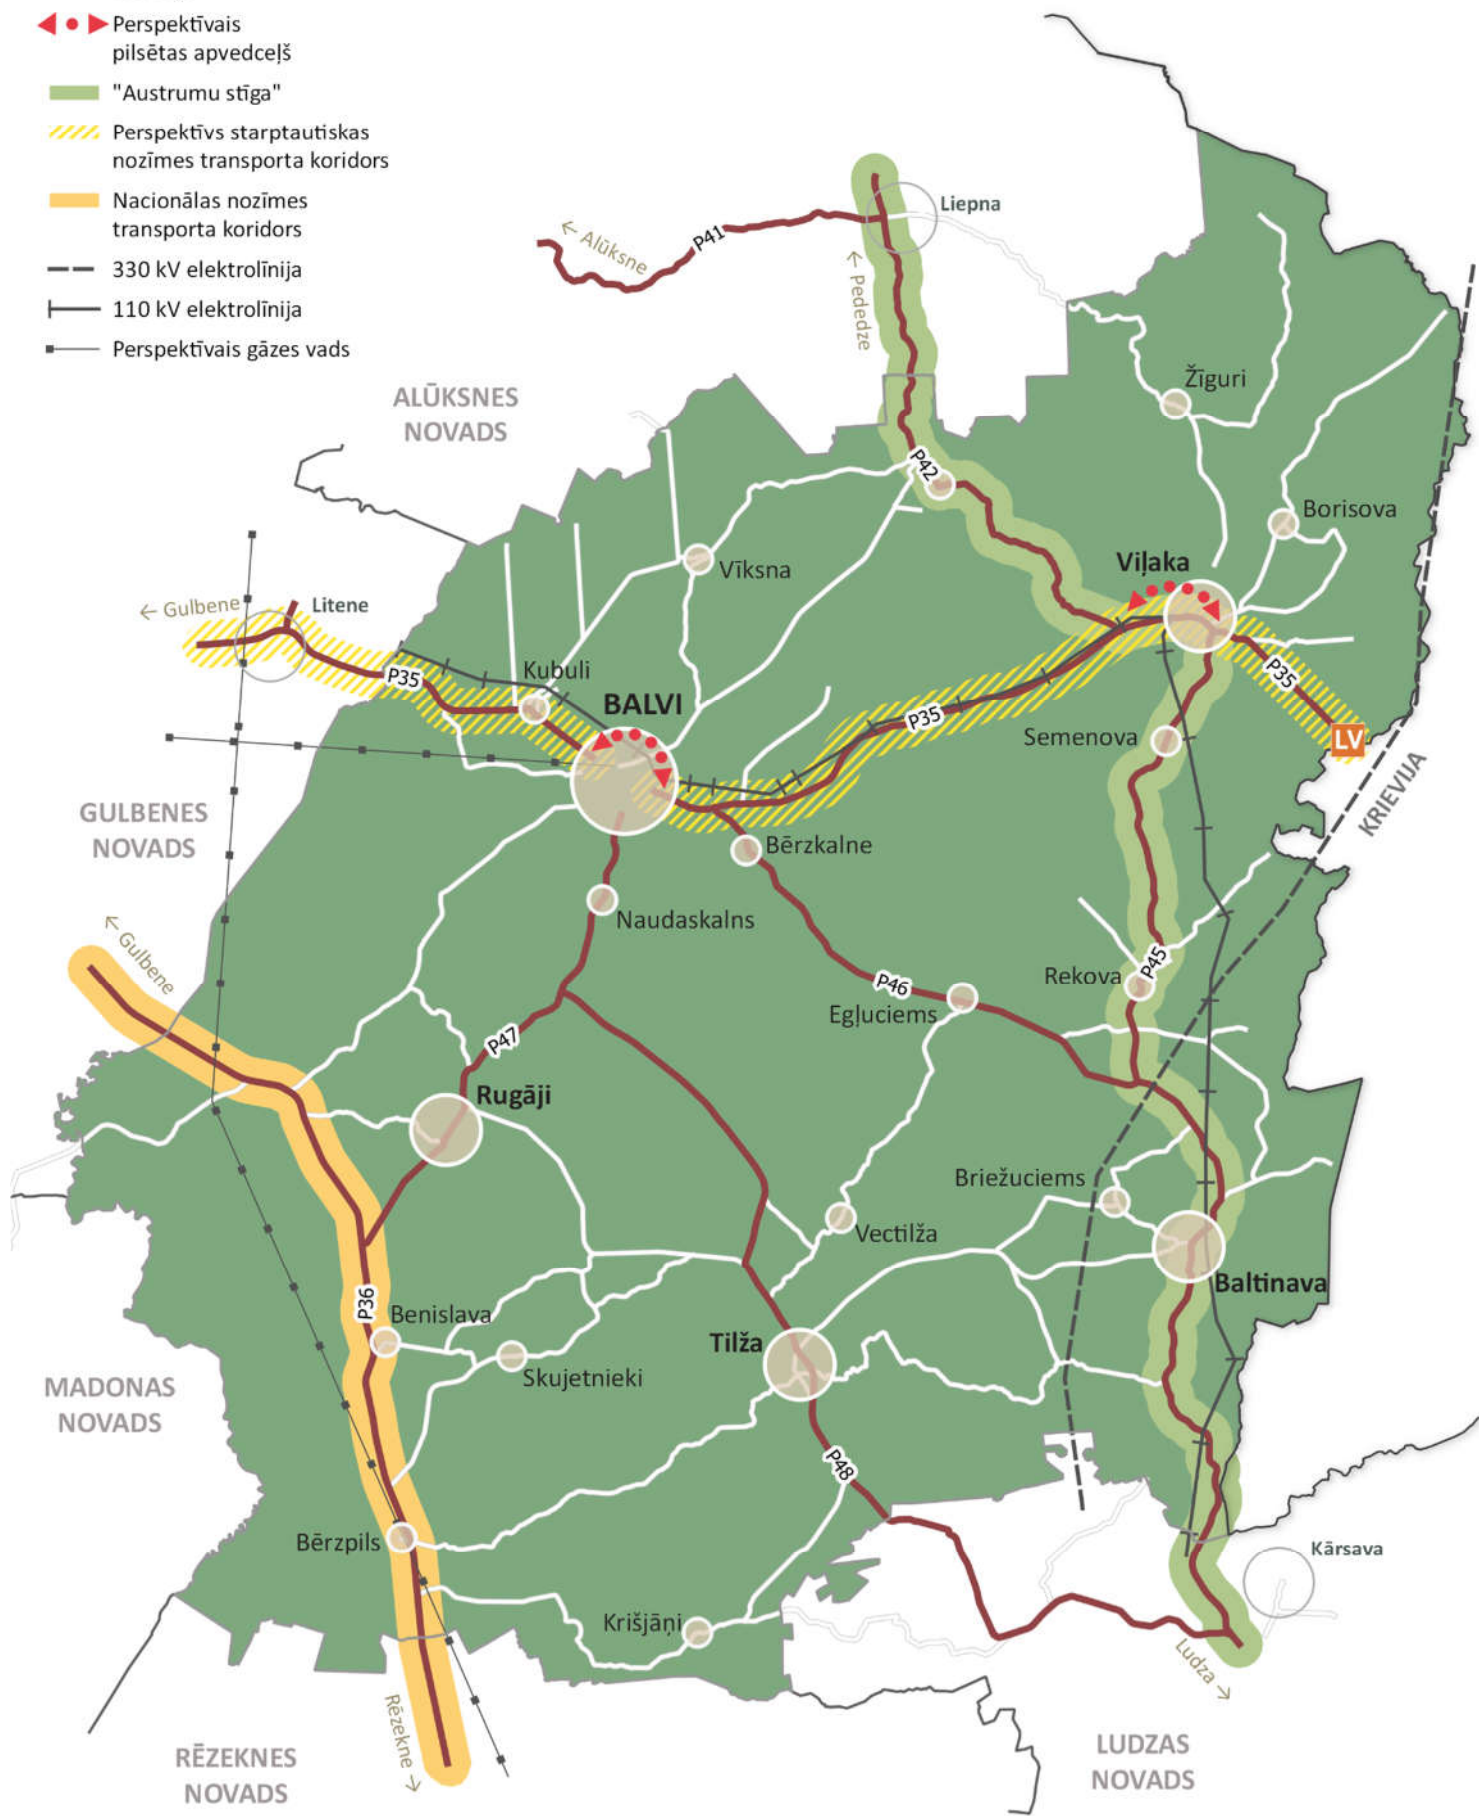 Perspektīvais
pilsētas apvedceļš
"Austrumu stīga"
Perspektīvs starptautiskas
nozīmes transporta koridors
Nacionālas nozīmes
transporta koridors
330 kV elektrolīnija
110 kV elektrolīnija
Perspektīvais gāzes vads
Liepna
← Alūksne
P41
← Pededze
ALŪKSNES
NOVADS
Žīguri
P42
Borisova
Viļaka
Vīksna
← Gulbene
Litene
P35
Kubuli
BALVI
P35
P35
LV
Semenova
KRIEVIJA
GULBENES
NOVADS
Bērzkalne
Naudaskalns
← Gulbene
P45
Rekova
P46
Egļuciems
P47
Rugāji
Briežuciems
Vectilža
Baltinava
P36
Benislava
Tilža
Skujetnieki
MADONAS
NOVADS
P48
Bērzpils
Kārsava
Krišjāņi
Ludza →
Rēzekne →
RĒZEKNES
NOVADS
LUDZAS
NOVADS